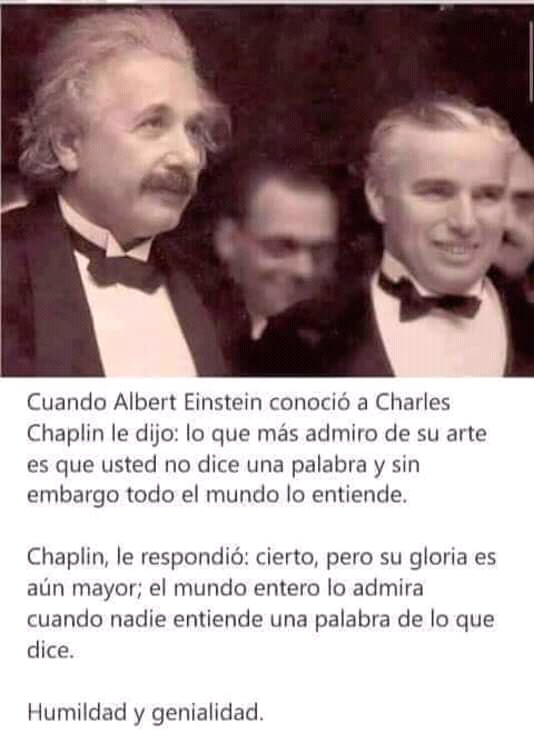 Cuando Albert Einstein conoció a Charles
Chaplin le dijo: lo que más admiro de su arte
es que usted no dice una palabra y sin
embargo todo el mundo lo entiende.
Chaplin, le respondió: cierto, pero su gloria es
aún mayor; el mundo entero lo admira
cuando nadie entiende una palabra de lo que
dice.
Humildad y genialidad.